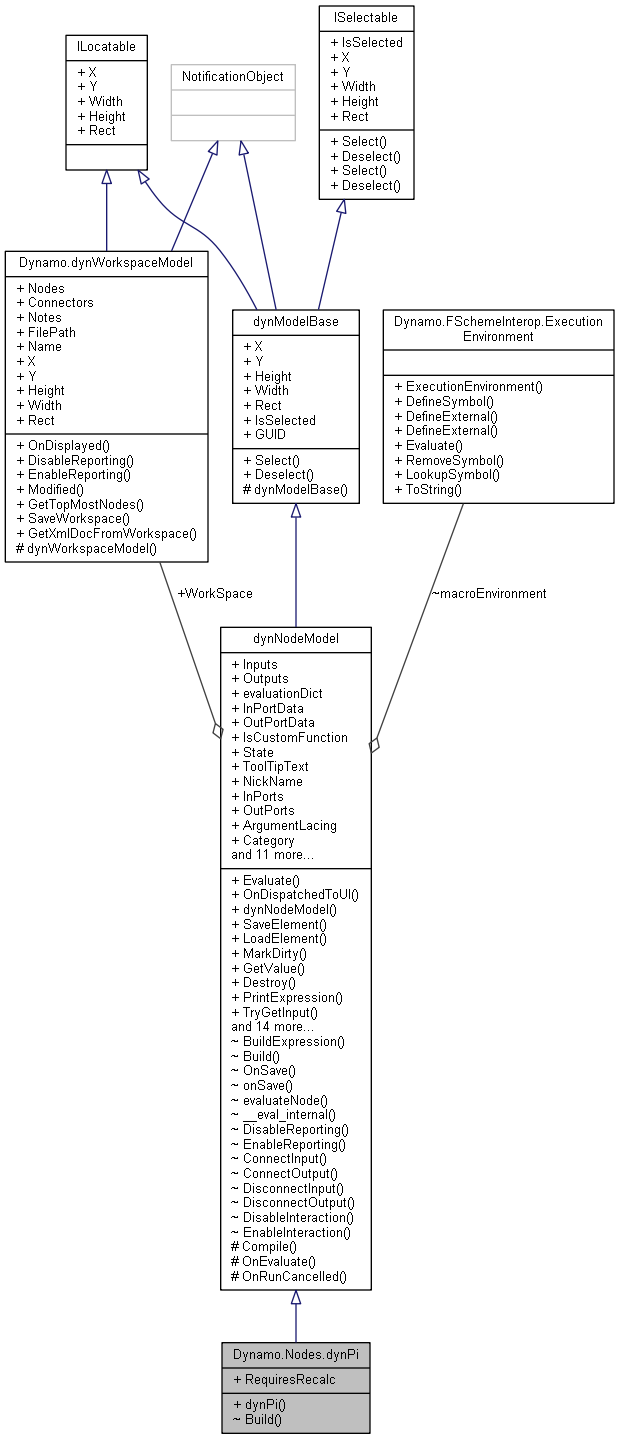 ILocatable
+ X
+ Y
+ Width
+ Height
+ Rect
NotificationObject
ISelectable
+ IsSelected
+ X
+ Y
+ Width
+ Height
+ Rect
+ Select()
+ Deselect()
+ Select()
+ Deselect()
Dynamo.dynWorkspaceModel
+ Nodes
+ Connectors
+ Notes
+ FilePath
+ Name
+ X
+ Y
+ Height
+ Width
+ Rect
+ OnDisplayed()
+ DisableReporting()
+ EnableReporting()
+ Modified()
+ GetTopMostNodes()
+ SaveWorkspace()
+ GetXmlDocFromWorkspace()
# dynWorkspaceModel()
dynModelBase
+ X
+ Y
+ Height
+ Width
+ Rect
+ IsSelected
+ GUID
+ Select()
+ Deselect()
# dynModelBase()
Dynamo.FSchemeInterop.Execution
Environment
+ ExecutionEnvironment()
+ DefineSymbol()
+ DefineExternal()
+ DefineExternal()
+ Evaluate()
+ RemoveSymbol()
+ LookupSymbol()
+ ToString()
+WorkSpace
~macroEnvironment
dynNodeModel
+ Inputs
+ Outputs
+ evaluationDict
+ InPortData
+ OutPortData
+ IsCustomFunction
+ State
+ ToolTipText
+ NickName
+ InPorts
+ OutPorts
+ ArgumentLacing
+ Category
and 11 more...
+ Evaluate()
+ OnDispatchedToUI()
+ dynNodeModel()
+ SaveElement()
+ LoadElement()
+ MarkDirty()
+ GetValue()
+ Destroy()
+ PrintExpression()
+ TryGetInput()
and 14 more...
~ BuildExpression()
~ Build()
~ OnSave()
~ onSave()
~ evaluateNode()
~ __eval_internal()
~ DisableReporting()
~ EnableReporting()
~ ConnectInput()
~ ConnectOutput()
~ DisconnectInput()
~ DisconnectOutput()
~ DisableInteraction()
~ EnableInteraction()
# Compile()
# OnEvaluate()
# OnRunCancelled()
Dynamo.Nodes.dynPi
+ RequiresRecalc
+ dynPi()
~ Build()